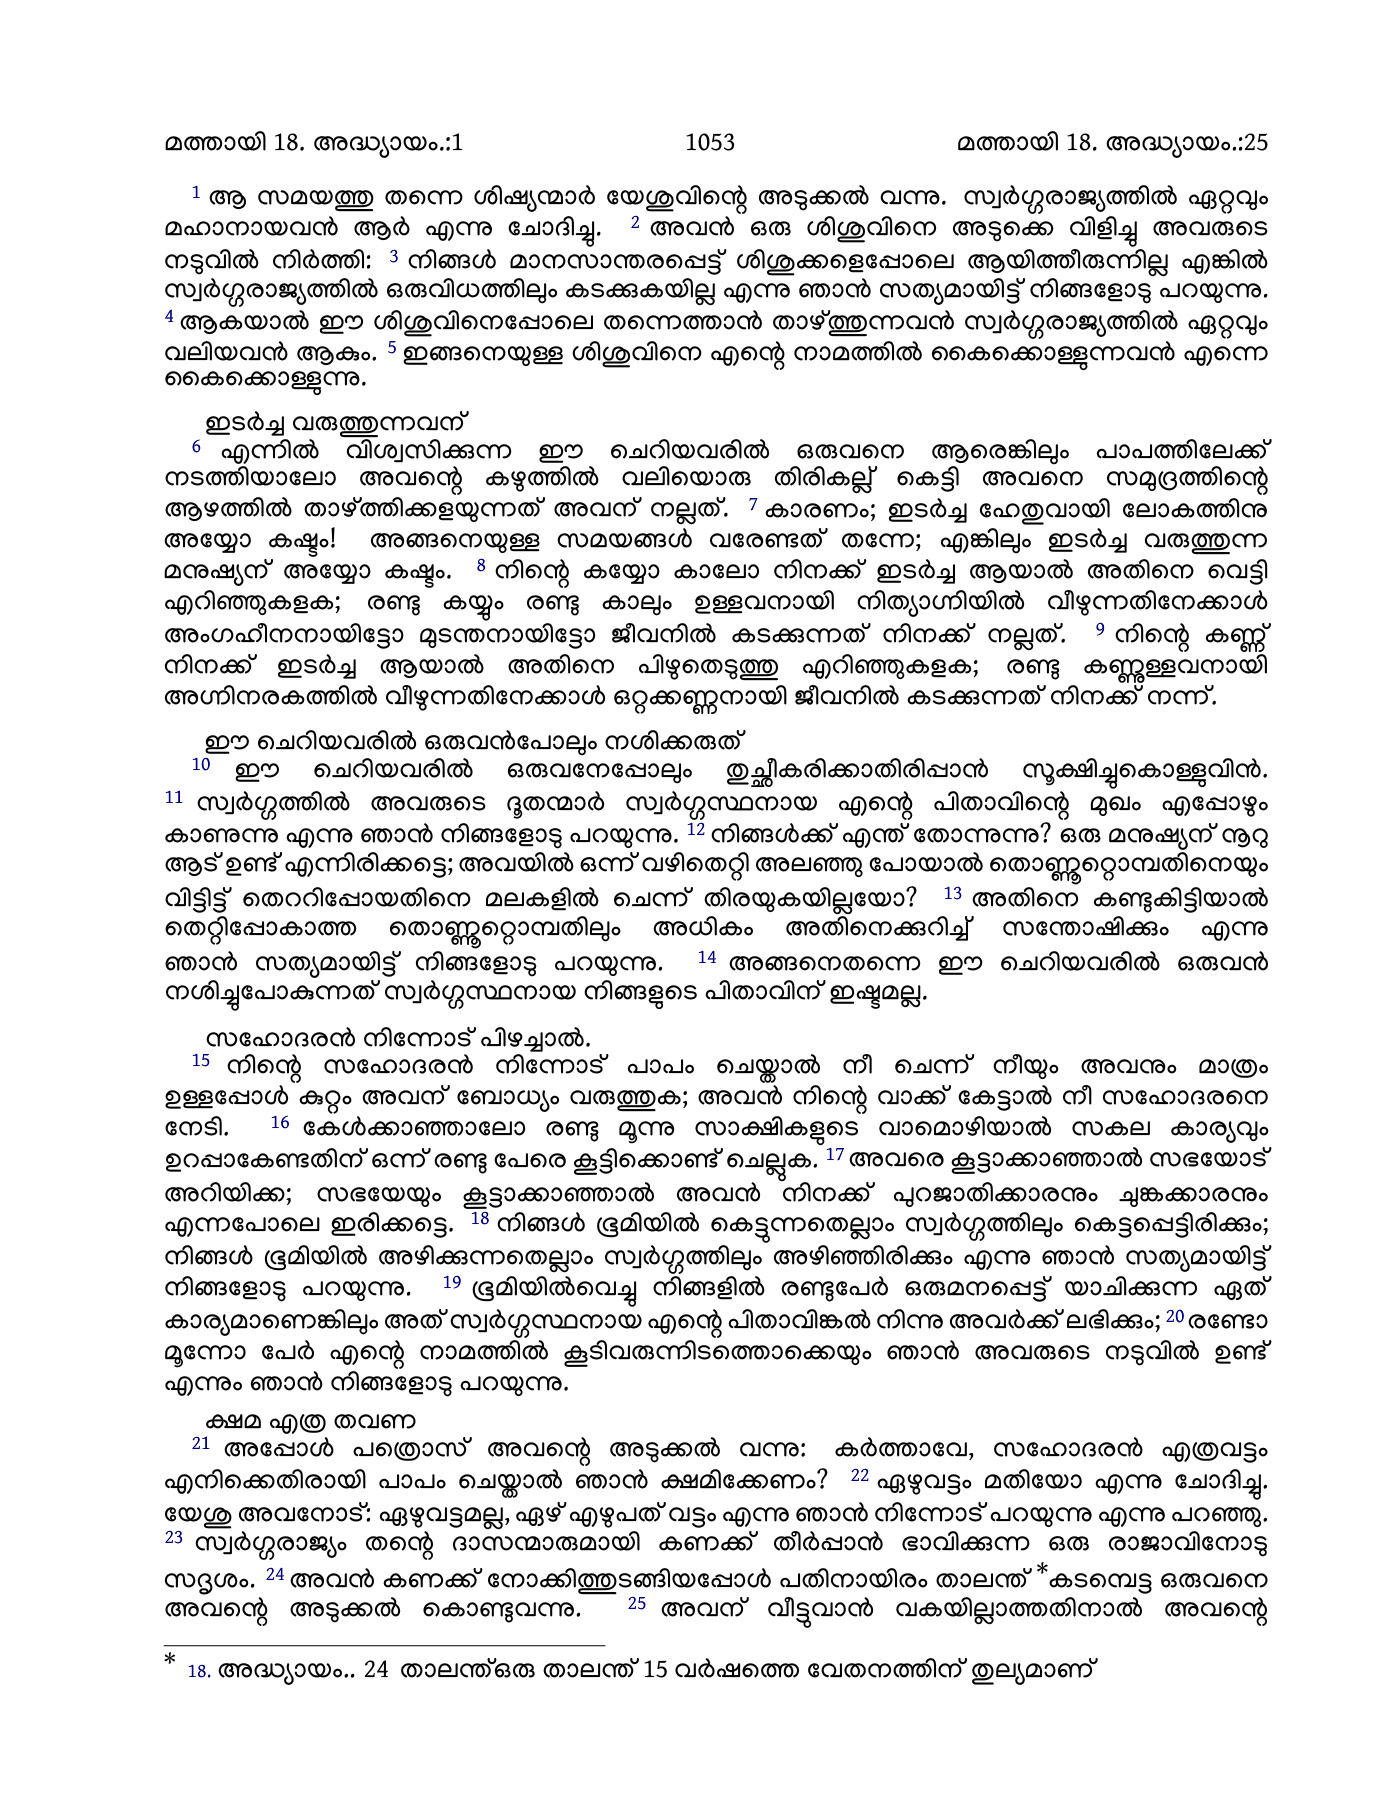 മത്തായി 18. അദ്ധ്യായം.:1 1053 മത്തായി 18. അദ്ധ്യായം.:25
1 ആ സമയത്തു തന്നെ ശിഷ്യന്മാർ യേശുവിന്റെ അടുക്കൽ വന്നു. സ്വർഗ്ഗരാജ്യത്തിൽ ഏറ്റവും
മഹാനായവൻ ആർ എന്നു ചോദിച്ചു. 2 അവൻ ഒരു ശിശുവിനെ അടുക്കെ വിളിച്ചു അവരുടെ
നടുവിൽ നിർത്തി: 3 നിങ്ങൾ മാനസാന്തരപ്പെട്ട് ശിശുക്കളെപ്പോലെ ആയിത്തീരുന്നില്ല എങ്കിൽ
സ്വർഗ്ഗരാജ്യത്തിൽ ഒരുവിധത്തിലും കടക്കുകയില്ല എന്നു ഞാൻ സത്യമായിട്ട് നിങ്ങളോടു പറയുന്നു.
4 ആകയാൽ ഈ ശിശുവിനെപ്പോലെ തന്നെത്താൻ താഴ്ത്തുന്നവൻ സ്വർഗ്ഗരാജ്യത്തിൽ ഏറ്റവും
വലിയവൻ ആകും. 5 ഇങ്ങനെയുള്ള ശിശുവിനെ എന്റെ നാമത്തിൽ കൈക്കൊള്ളുന്നവൻ എന്നെ
കൈക്കൊള്ളുന്നു.
ഇടർച്ച വരുത്തുന്നവന്
6 എന്നിൽ വിശ്വസിക്കുന്ന ഈ ചെറിയവരിൽ ഒരുവനെ ആരെങ്കിലും പാപത്തിലേക്ക്
നടത്തിയാലോ അവന്റെ കഴുത്തിൽ വലിയൊരു തിരികല്ല് കെട്ടി അവനെ സമുദ്രത്തിന്റെ
ആഴത്തിൽ താഴ്ത്തിക്കളയുന്നത് അവന് നല്ലത്. 7 കാരണം; ഇടർച്ച ഹേതുവായി ലോകത്തിനു
അയ്യോ കഷ്ടം! അങ്ങനെയുള്ള സമയങ്ങൾ വരേണ്ടത് തന്നേ; എങ്കിലും ഇടർച്ച വരുത്തുന്ന
മനുഷ്യന് അയ്യോ കഷ്ടം. 8 നിന്റെ കയ്യോ കാലോ നിനക്ക് ഇടർച്ച ആയാൽ അതിനെ വെട്ടി
എറിഞ്ഞുകളക; രണ്ടു കയ്യും രണ്ടു കാലും ഉള്ളവനായി നിത്യാഗ്നിയിൽ വീഴുന്നതിനേക്കാൾ
അംഗഹീനനായിട്ടോ മുടന്തനായിട്ടോ ജീവനിൽ കടക്കുന്നത് നിനക്ക് നല്ലത്. 9 നിന്റെ കണ്ണ്
നിനക്ക് ഇടർച്ച ആയാൽ അതിനെ പിഴുതെടുത്തു എറിഞ്ഞുകളക; രണ്ടു കണ്ണുള്ളവനായി
അഗ്നിനരകത്തിൽ വീഴുന്നതിനേക്കാൾ ഒറ്റക്കണ്ണനായി ജീവനിൽ കടക്കുന്നത് നിനക്ക് നന്ന്.
ഈ ചെറിയവരിൽ ഒരുവൻപോലും നശിക്കരുത്
10 ഈ ചെറിയവരിൽ ഒരുവനേപ്പോലും തുച്ഛീകരിക്കാതിരിപ്പാൻ സൂക്ഷിച്ചുകൊള്ളുവിൻ.
11 സ്വർഗ്ഗത്തിൽ അവരുടെ ദൂതന്മാർ സ്വർഗ്ഗസ്ഥനായ എന്റെ പിതാവിന്റെ മുഖം എപ്പോഴും
കാണുന്നു എന്നു ഞാൻ നിങ്ങളോടു പറയുന്നു. 12 നിങ്ങൾക്ക് എന്ത് തോന്നുന്നു? ഒരു മനുഷ്യന് നൂറു
ആട് ഉണ്ട് എന്നിരിക്കട്ടെ; അവയിൽ ഒന്ന് വഴിതെറ്റി അലഞ്ഞു പോയാൽ തൊണ്ണൂറ്റൊമ്പതിനെയും
വിട്ടിട്ട് തെററിപ്പോയതിനെ മലകളിൽ ചെന്ന് തിരയുകയില്ലയോ? 13 അതിനെ കണ്ടുകിട്ടിയാൽ
തെറ്റിപ്പോകാത്ത തൊണ്ണൂറ്റൊമ്പതിലും അധികം അതിനെക്കുറിച്ച് സന്തോഷിക്കും എന്നു
ഞാൻ സത്യമായിട്ട് നിങ്ങളോടു പറയുന്നു. 14 അങ്ങനെതന്നെ ഈ ചെറിയവരിൽ ഒരുവൻ
നശിച്ചുപോകുന്നത് സ്വർഗ്ഗസ്ഥനായ നിങ്ങളുടെ പിതാവിന് ഇഷ്ടമല്ല.
സഹോദരൻ നിന്നോട് പിഴച്ചാൽ.
15 നിന്റെ സഹോദരൻ നിന്നോട് പാപം ചെയ്താൽ നീ ചെന്ന് നീയും അവനും മാത്രം
ഉള്ളപ്പോൾ കുറ്റം അവന് ബോധ്യം വരുത്തുക; അവൻ നിന്റെ വാക്ക് കേട്ടാൽ നീ സഹോദരനെ
നേടി. 16 കേൾക്കാഞ്ഞാലോ രണ്ടു മൂന്നു സാക്ഷികളുടെ വാമൊഴിയാൽ സകല കാര്യവും
ഉറപ്പാകേണ്ടതിന് ഒന്ന് രണ്ടു പേരെ കൂട്ടിക്കൊണ്ട് ചെല്ലുക. 17 അവരെ കൂട്ടാക്കാഞ്ഞാൽ സഭയോട്
അറിയിക്ക; സഭയേയും കൂട്ടാക്കാഞ്ഞാൽ അവൻ നിനക്ക് പുറജാതിക്കാരനും ചുങ്കക്കാരനും
എന്നപോലെ ഇരിക്കട്ടെ. 18 നിങ്ങൾ ഭൂമിയിൽ കെട്ടുന്നതെല്ലാം സ്വർഗ്ഗത്തിലും കെട്ടപ്പെട്ടിരിക്കും;
നിങ്ങൾ ഭൂമിയിൽ അഴിക്കുന്നതെല്ലാം സ്വർഗ്ഗത്തിലും അഴിഞ്ഞിരിക്കും എന്നു ഞാൻ സത്യമായിട്ട്
നിങ്ങളോടു പറയുന്നു. 19 ഭൂമിയിൽവെച്ചു നിങ്ങളിൽ രണ്ടുപേർ ഒരുമനപ്പെട്ട് യാചിക്കുന്ന ഏത്
കാര്യമാണെങ്കിലും അത് സ്വർഗ്ഗസ്ഥനായ എന്റെ പിതാവിങ്കൽ നിന്നു അവർക്ക് ലഭിക്കും; 20 രണ്ടോ
മൂന്നോ പേർ എന്റെ നാമത്തിൽ കൂടിവരുന്നിടത്തൊക്കെയും ഞാൻ അവരുടെ നടുവിൽ ഉണ്ട്
എന്നും ഞാൻ നിങ്ങളോടു പറയുന്നു.
ക്ഷമ എത്ര തവണ
21 അപ്പോൾ പത്രൊസ് അവന്റെ അടുക്കൽ വന്നു: കർത്താവേ, സഹോദരൻ എത്രവട്ടം
എനിക്കെതിരായി പാപം ചെയ്താൽ ഞാൻ ക്ഷമിക്കേണം? 22 ഏഴുവട്ടം മതിയോ എന്നു ചോദിച്ചു.
യേശു അവനോട്: ഏഴുവട്ടമല്ല, ഏഴ് എഴുപത് വട്ടം എന്നു ഞാൻ നിന്നോട് പറയുന്നു എന്നു പറഞ്ഞു.
23 സ്വർഗ്ഗരാജ്യം തന്റെ ദാസന്മാരുമായി കണക്ക് തീർപ്പാൻ ഭാവിക്കുന്ന ഒരു രാജാവിനോടു
സദൃശം. 24 അവൻ കണക്ക് നോക്കിത്തുടങ്ങിയപ്പോൾ പതിനായിരം താലന്ത് *കടമ്പെട്ട ഒരുവനെ
അവന്റെ അടുക്കൽ കൊണ്ടുവന്നു. 25 അവന് വീട്ടുവാൻ വകയില്ലാത്തതിനാൽ അവന്റെ
* 18. അദ്ധ്യായം.. 24 താലന്ത്ഒരു താലന്ത് 15 വർഷത്തെ വേതനത്തിന് തുല്യമാണ്